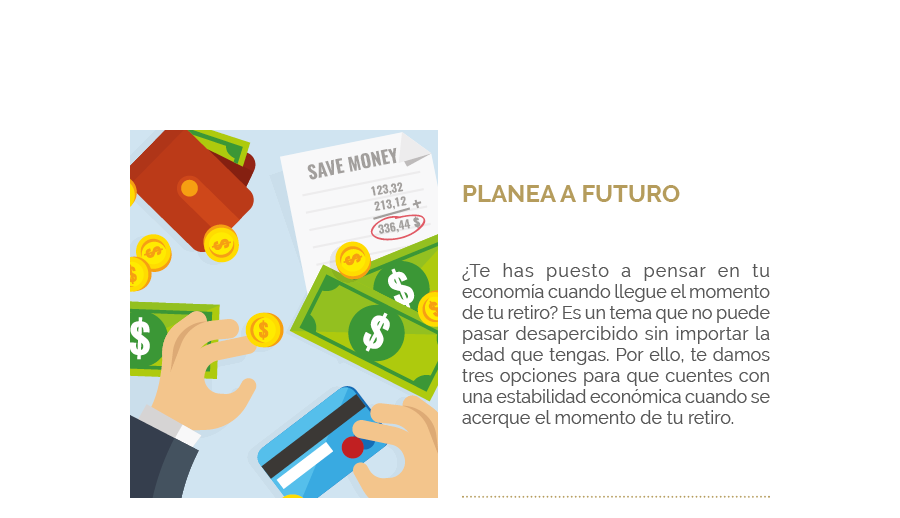 SAVE MONEY
123,32
213,12 +
336,44 $
PLANEA A FUTURO
¿Te has puesto a pensar en tu
economía cuando llegue el momento
de tu retiro? Es un tema que no puede
pasar desapercibido sin importar la
edad que tengas. Por ello, te damos
tres opciones para que cuentes con
una estabilidad económica cuando se
acerque el momento de tu retiro.